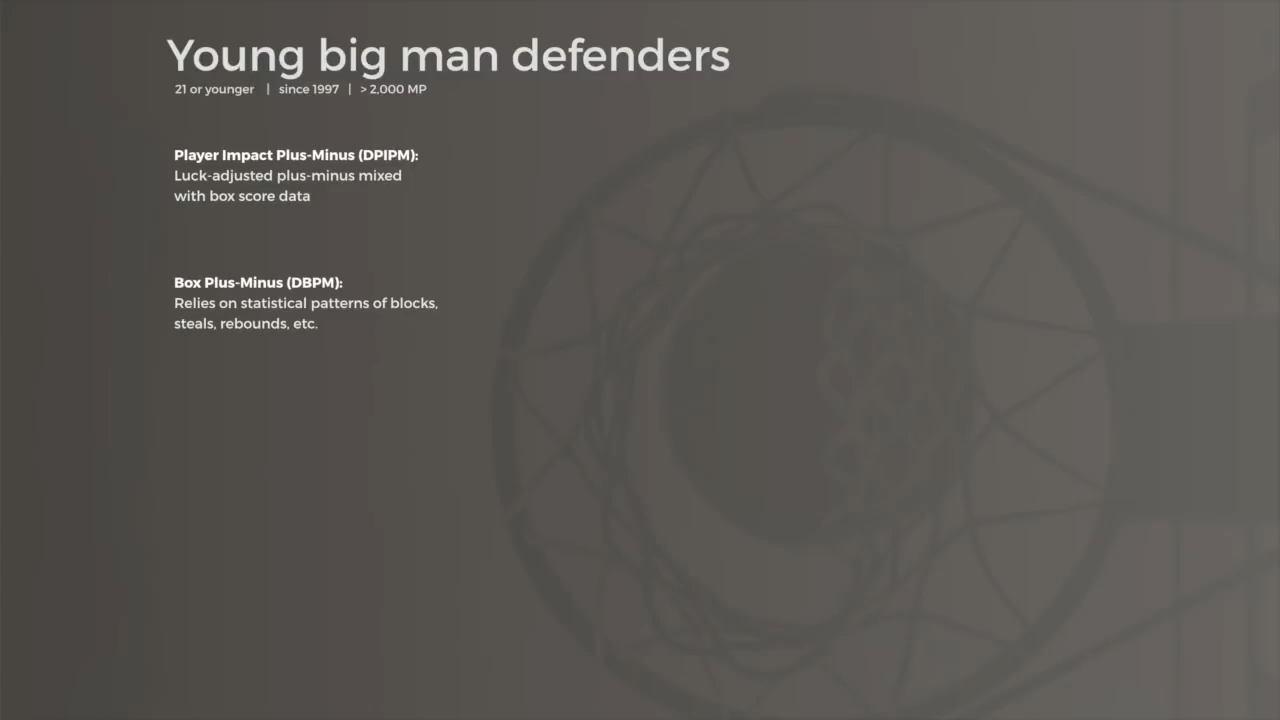 Young big man defenders
21 or younger | since 1997 | > 2,000 MP
Player Impact Plus-Minus (DPIPM):
Luck-adjusted plus-minus mixed
with box score data
Box Plus-Minus (DBPM):
Relies on statistical patterns of blocks,
steals, rebounds, etc.